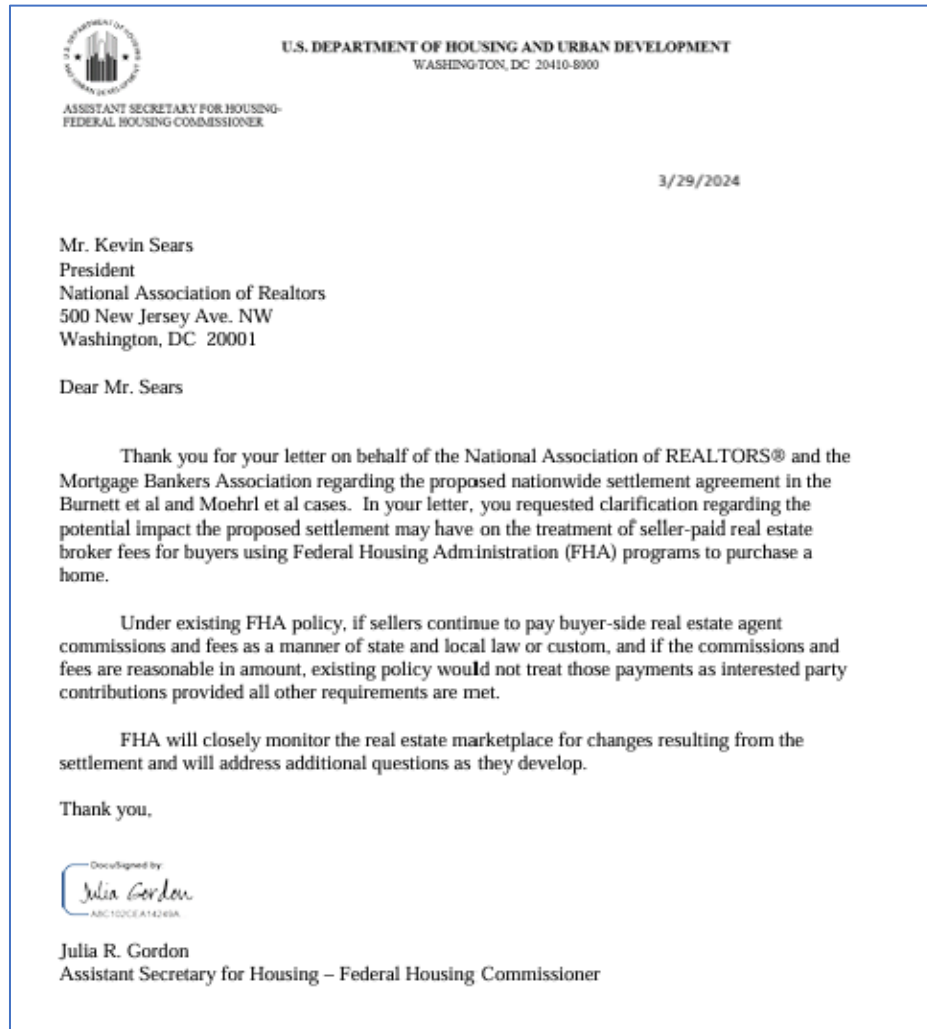 U.S. DEPARTMENT OF HOUSING AND URBAN DEVELOPMENT
WASHINGTON, DC 20410-8000
U.S. DEPARTMENT OF HOUSING AND URBAN DEVELOPMENT
ASSISTANT SECRETARY FOR HOUSING-
FEDERAL HOUSING COMMISSIONER
3/29/2024
Mr. Kevin Sears
President
National Association of Realtors
500 New Jersey Ave. NW
Washington, DC 20001
Dear Mr. Sears
Thank you for your letter on behalf of the National Association of REALTORS® and the
Mortgage Bankers Association regarding the proposed nationwide settlement agreement in the
Burnett et al and Moehrl et al cases. In your letter, you requested clarification regarding the
potential impact the proposed settlement may have on the treatment of seller-paid real estate
broker fees for buyers using Federal Housing Administration (FHA) programs to purchase a
home.
Under existing FHA policy, if sellers continue to pay buyer-side real estate agent
commissions and fees as a manner of state and local law or custom, and if the commissions and
fees are reasonable in amount, existing policy would not treat those payments as interested party
contributions provided all other requirements are met.
FHA will closely monitor the real estate marketplace for changes resulting from the
settlement and will address additional questions as they develop.
Thank you,
DocuSigned by
Julia Gordon
Julia R. Gordon
Assistant Secretary for Housing – Federal Housing Commissioner